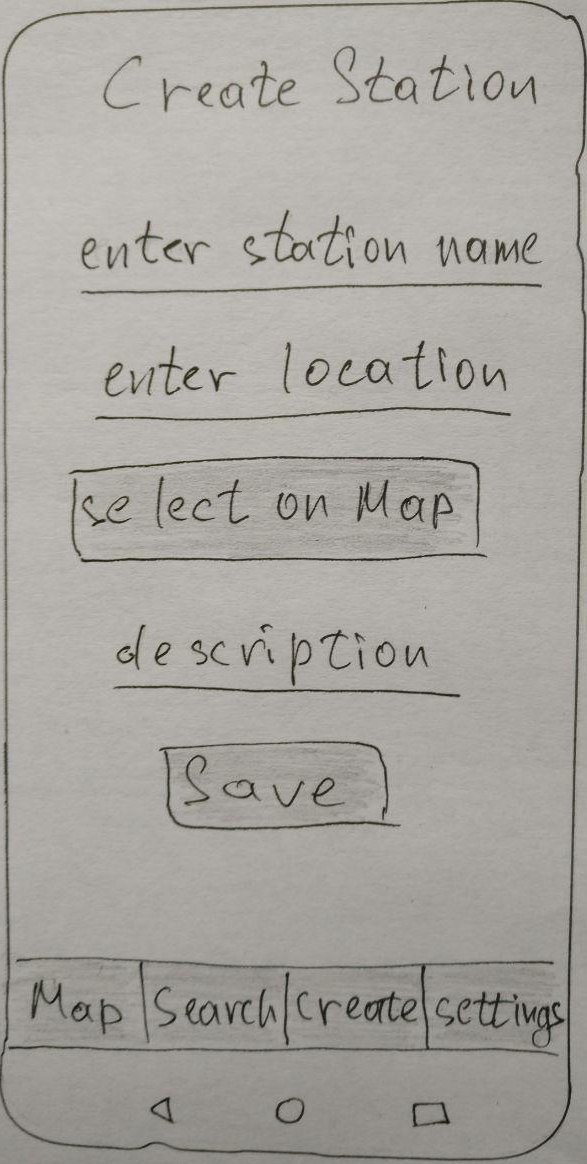 Create Station
enter station name
enter location
select on Map
description
Save
Map Search create settings